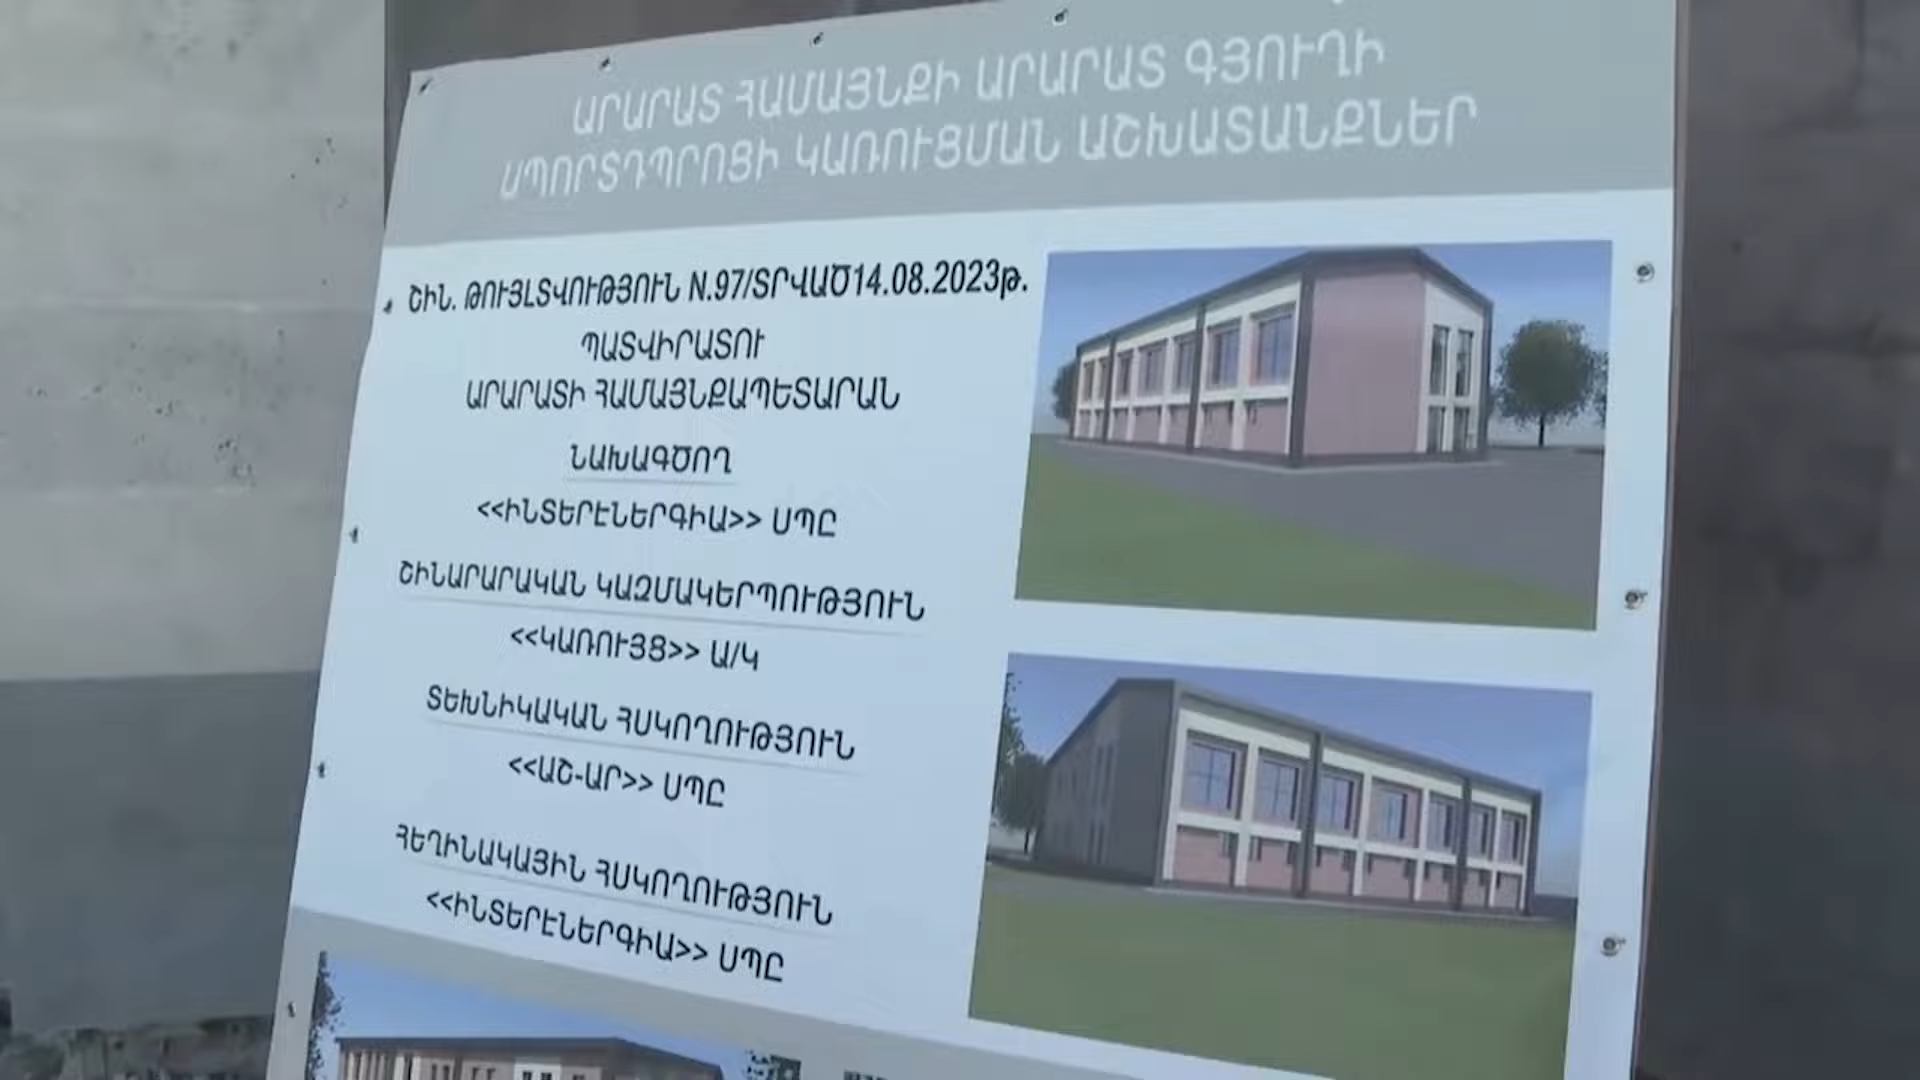 ԱՐԱՐԱՏ ՀԱՄԱՅՆՔԻ ԱՐԱՐԱՏ ԳՅՈՒՂԻ
ՍՊՈՐՏԴՊՐՈՑԻ ԿԱՌՈՒՑՄԱՆ ԱՇԽԱՏԱՆՔՆԵՐ
ՇԻՆ. ԹՈՒՅԼՏՎՈՒԹՅՈՒՆ N.97/ՏՐՎԱԾ14.08.2023թ.
ՊԱՏՎԻՐԱՏՈՒ
ԱՐԱՐԱՏԻ ՀԱՄԱՅՆՔԱՊԵՏԱՐԱՆ
ՆԱԽԱԳԾՈՂ
<<ԻՆՏԵՐԷՆԵՐԳԻԱ>> ՍՊԸ
ՇԻՆԱՐԱՐԱԿԱՆ ԿԱԶՄԱԿԵՐՊՈՒԹՅՈՒՆ
<<ԿԱՌՈՒՅՑ>> Ա/Կ
ՏԵԽՆԻԿԱԿԱՆ ՀՍԿՈՂՈՒԹՅՈՒՆ
<<ԱՇ-ԱՐ>> ՍՊԸ
ՀԵՂԻՆԱԿԱՅԻՆ ՀՍԿՈՂՈՒԹՅՈՒՆ
<<ԻՆՏԵՐԷՆԵՐԳԻԱ>> ՍՊԸ